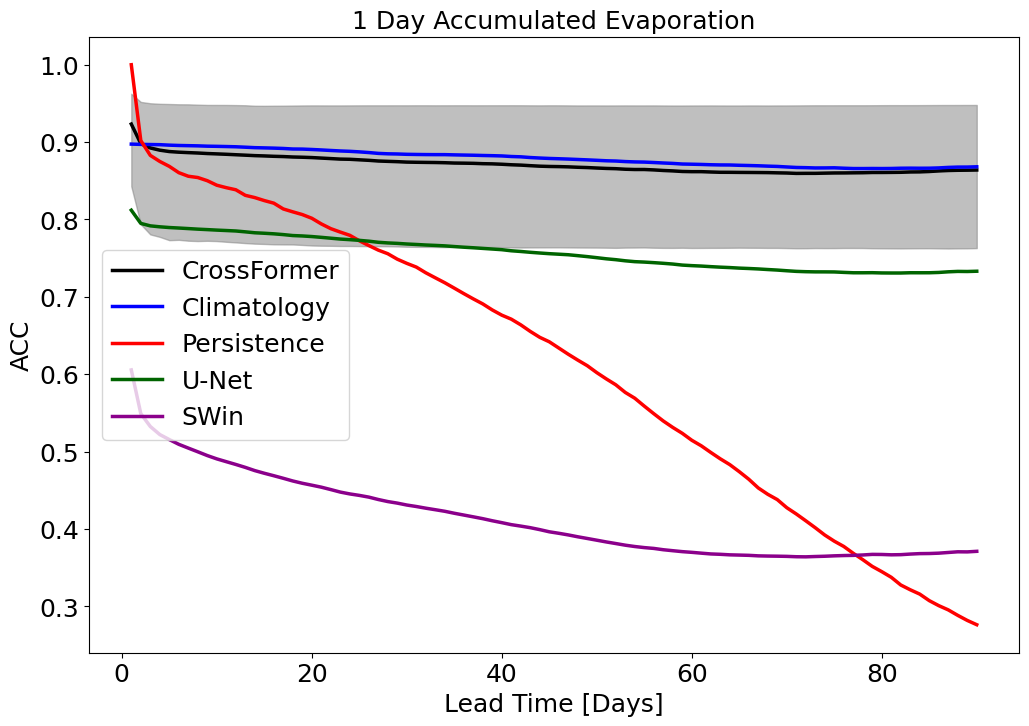 1 Day Accumulated Evaporation
ACC
1.0
0.9
0.8
0.7
0.6
0.5
0.4
0.3
CrossFormer
Climatology
Persistence
U-Net
SWin
0 20 40 60 80
Lead Time [Days]